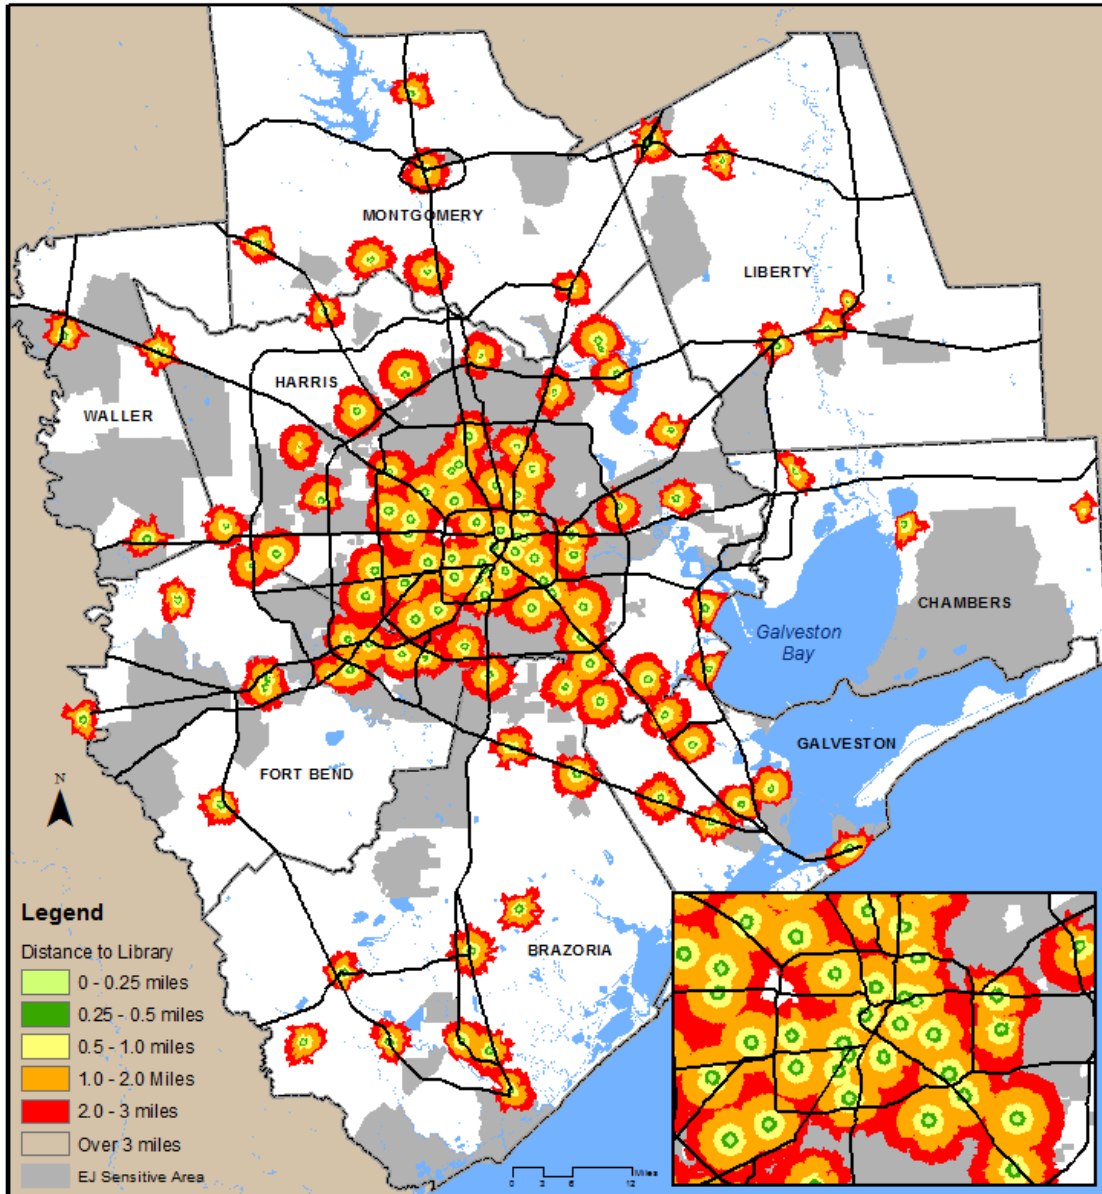 MONTGOMERY
LIBERTY
HARRIS
WALLER
CHAMBERS
Galveston
Bay
GALVESTON
FORT BEND
N
BRAZORIA
Legend
Distance to Library
0 - 0.25 miles
0.25 - 0.5 miles
0.5 - 1.0 miles
1.0 - 2.0 Miles
2.0 - 3 miles
Over 3 miles
EJ Sensitive Area
Miles
0 3 6 12